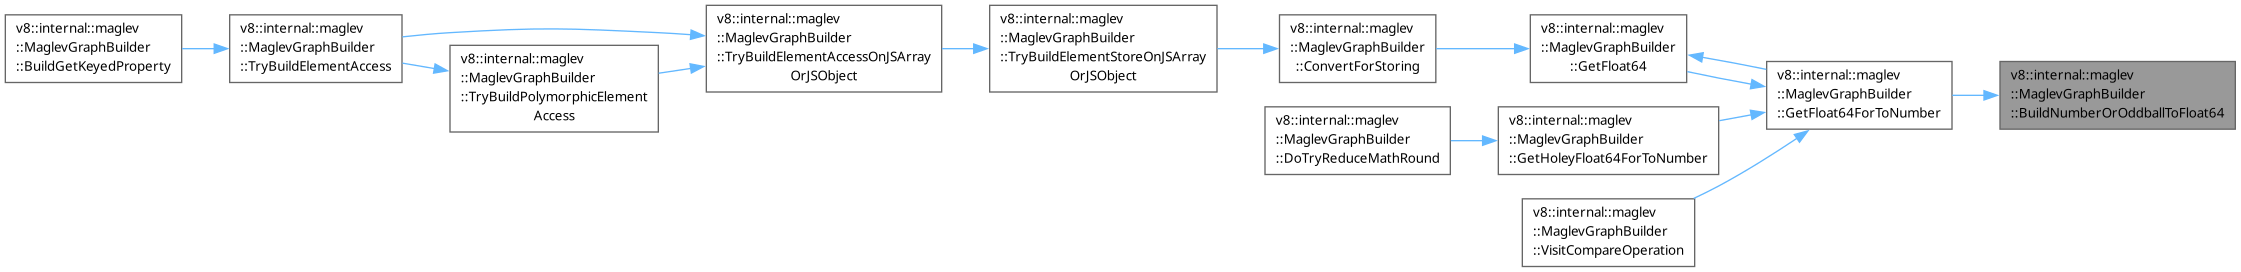 v8::internal::maglev
::MaglevGraphBuilder
::BuildGetKeyedProperty
v8::internal::maglev
::MaglevGraphBuilder
::TryBuildElementAccess
v8::internal::maglev
::MaglevGraphBuilder
::TryBuildPolymorphicElement
Access
v8::internal::maglev
::MaglevGraphBuilder
::TryBuildElementAccessOnJSArray
OrJSObject
v8::internal::maglev
::MaglevGraphBuilder
::TryBuildElementStoreOnJSArray
OrJSObject
v8::internal::maglev
::MaglevGraphBuilder
::ConvertForStoring
v8::internal::maglev
::MaglevGraphBuilder
::GetFloat64
v8::internal::maglev
::MaglevGraphBuilder
::DoTryReduceMathRound
v8::internal::maglev
::MaglevGraphBuilder
::GetHoleyFloat64ForToNumber
v8::internal::maglev
::MaglevGraphBuilder
::VisitCompareOperation
v8::internal::maglev
::MaglevGraphBuilder
::GetFloat64ForToNumber
v8::internal::maglev
::MaglevGraphBuilder
::BuildNumberOrOddballToFloat64